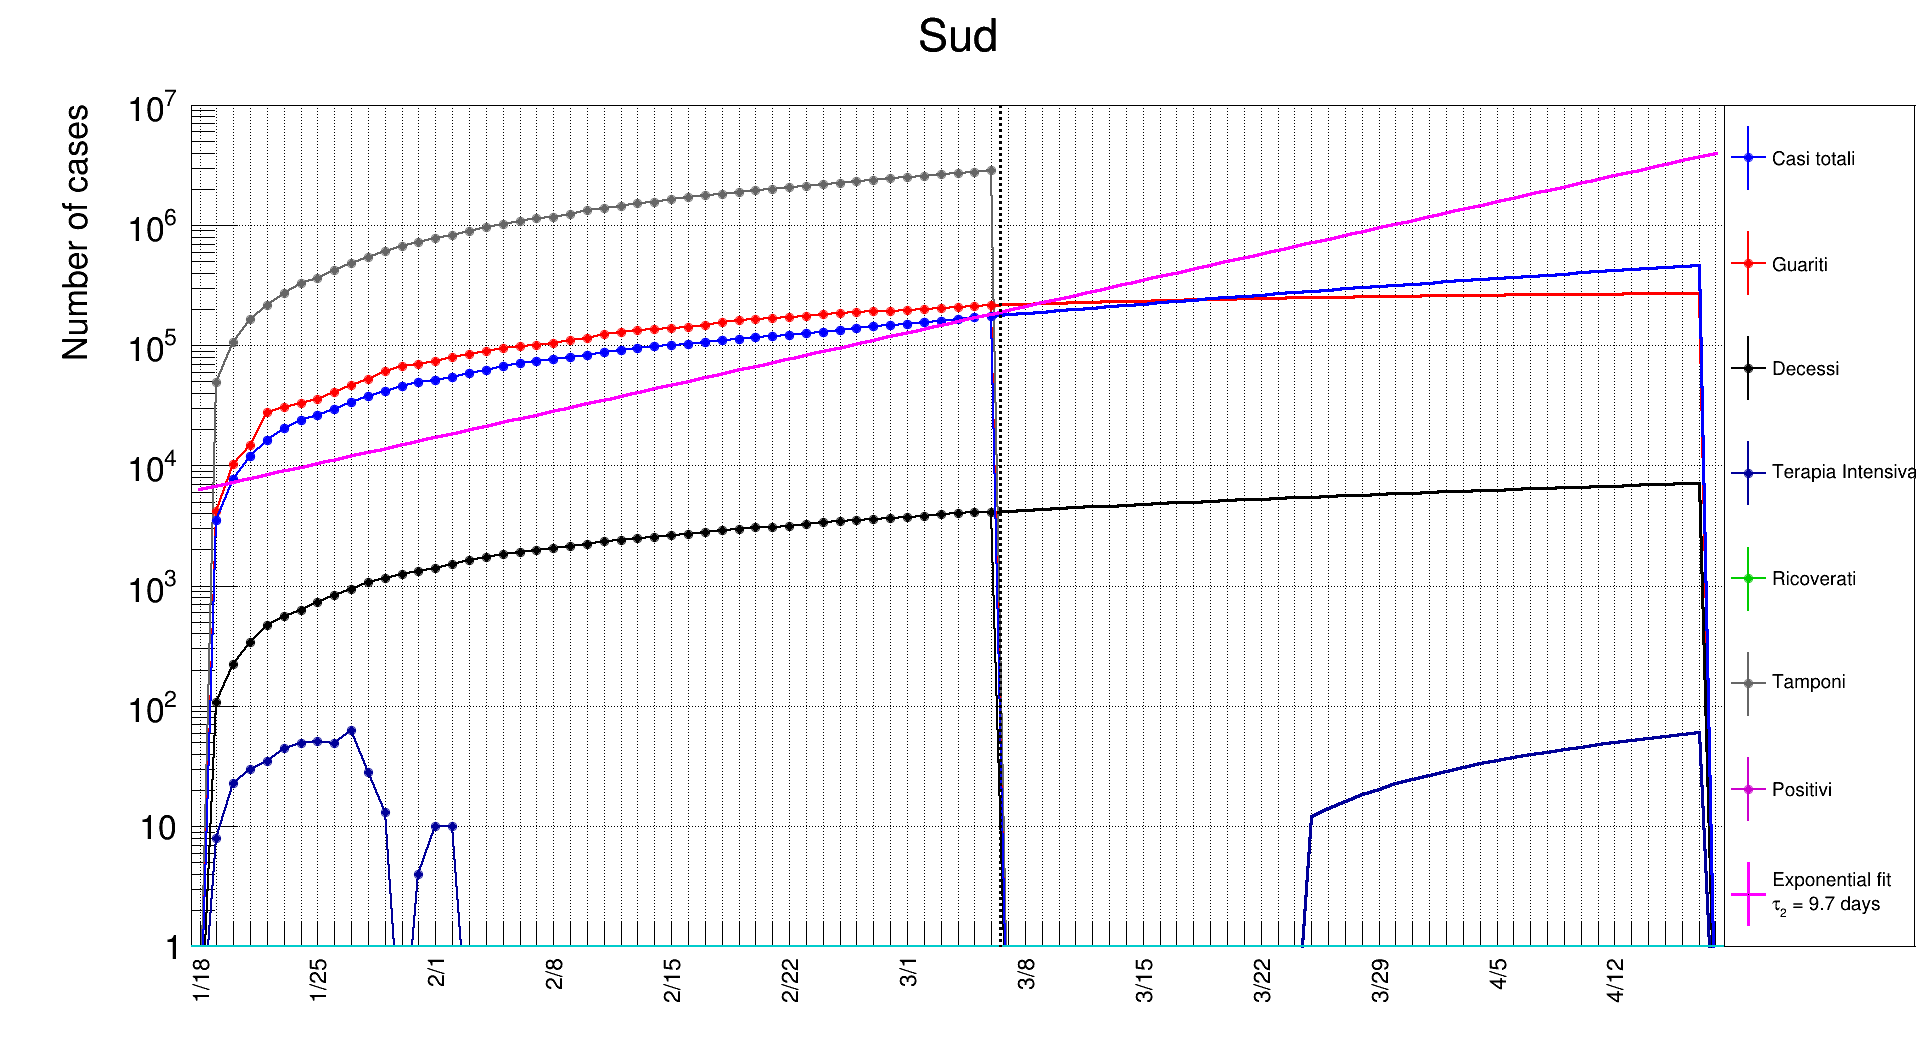 Sud
Number of cases
10^7
10^6
10^5
10^4
10^3
10^2
10
1
1/18
1/25
2/1
2/8
2/15
2/22
3/1
3/8
3/15
3/22
3/29
4/5
4/12
Casi totali
Guariti
Decessi
Terapia Intensiva
Ricoverati
Tamponi
Positivi
Exponential fit
τ₂ = 9.7 days